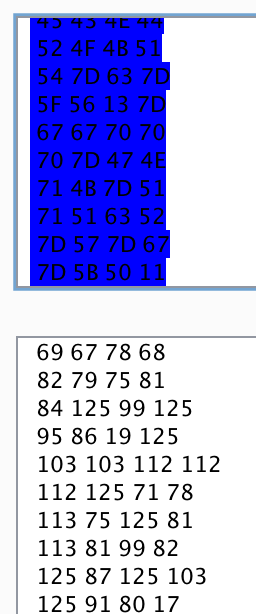 45 43 4E 44
52 4F 4B 51
54 7D 63 7D
5F 56 13 7D
67 67 70 70
70 7D 47 4E
71 4B 7D 51
71 51 63 52
7D 57 7D 67
7D 5B 50 11
69 67 78 68
82 79 75 81
84 125 99 125
95 86 19 125
103 103 112 112
112 125 71 78
113 75 125 81
113 81 99 82
125 87 125 103
125 91 80 17